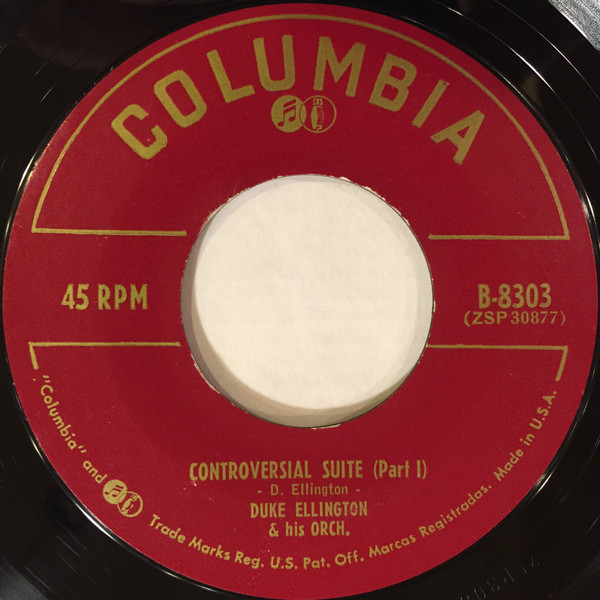 COLUMBIA
CBS
45 RPM
B-8303
(ZSP 30877)
CONTROVERSIAL SUITE (Part I)
- D. Ellington -
DUKE ELLINGTON
& his ORCH.
"Columbia" and Trade Marks Reg. U.S. Pat. Off. Marcas Registradas. Made in U.S.A.